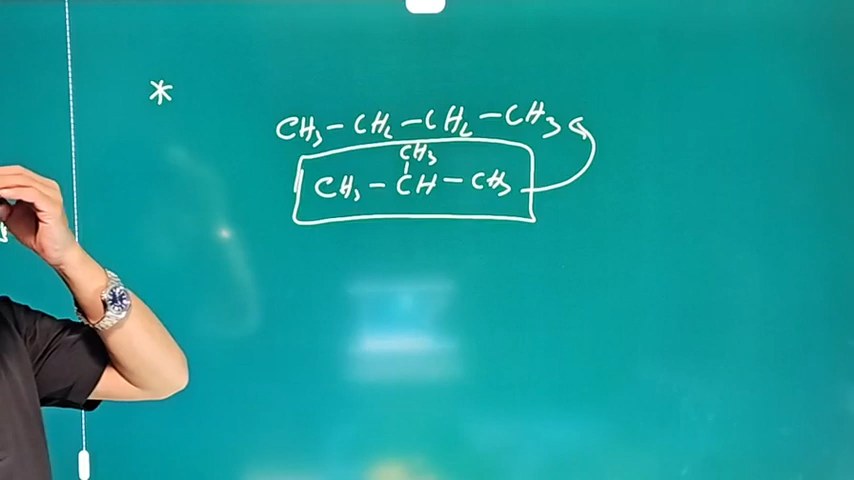 *
CH₃ – CH₂ – CH₂ – CH₃
CH₃
CH₃ – CH – CH₃